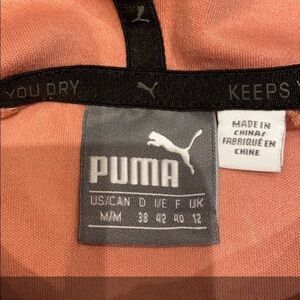 YOU DRY KEEPS
MADE IN
CHINA/
FABRIQUÉ EN
CHINE
PUMA
US/CAN D I/E F UK
M/M 38 42 40 12